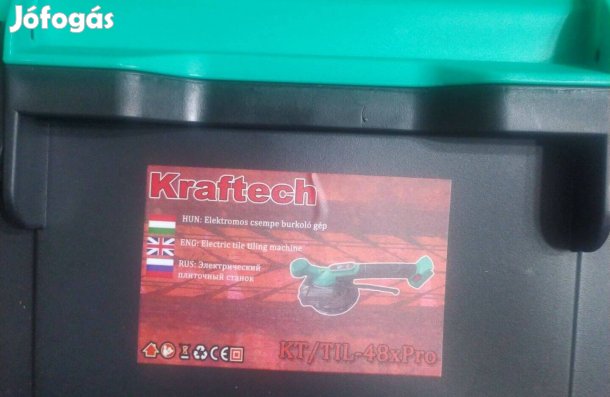 Jófogás
Kraftech
HUN: Elektromos csempe burkoló gép
ENG: Electric tile tiling machine
RUS: Электрический
плиточный станок
KT/TIL-48xPro